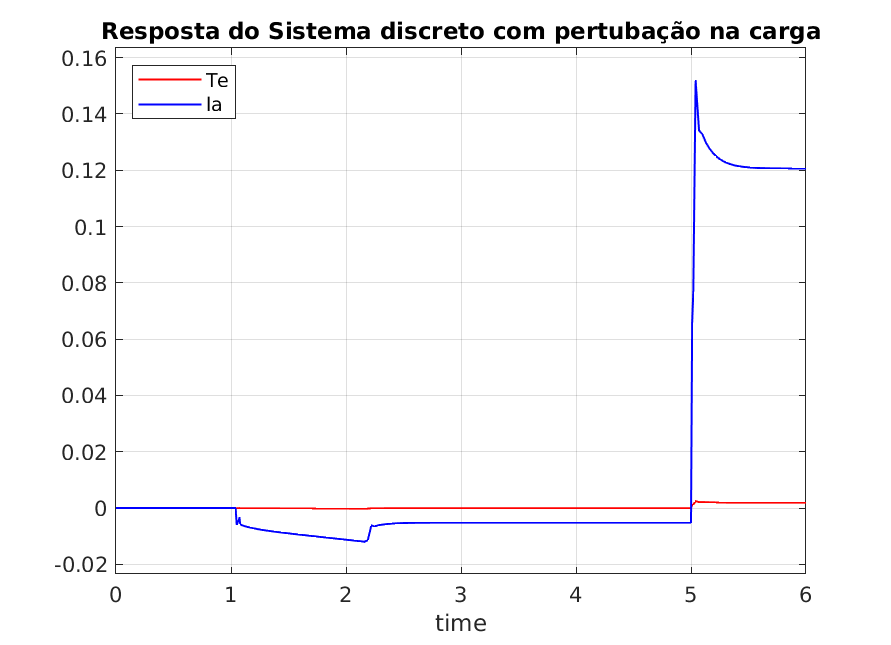 Resposta do Sistema discreto com pertubação na carga
0.16
Te
Ia
0.14
0.12
0.1
0.08
0.06
0.04
0.02
0
-0.02
0 1 2 3 4 5 6
time